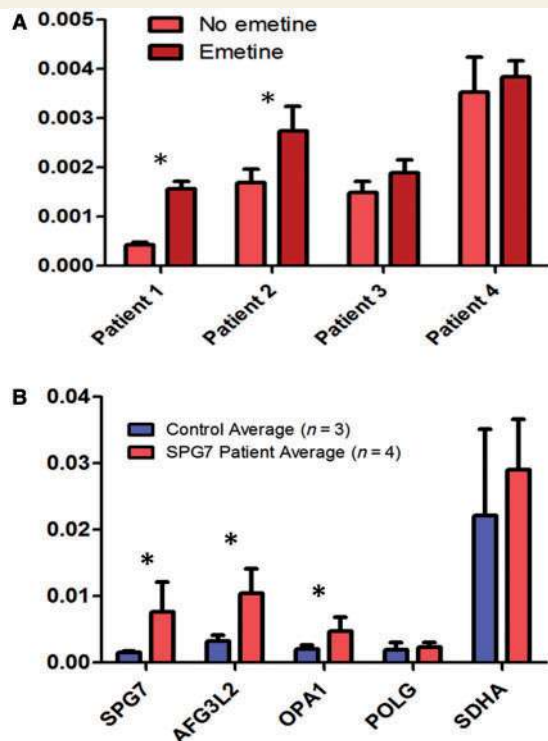 A
0.005
No emetine
Emetine
0.004
*
0.003
*
0.002
0.001
0.000
Patient 1
Patient 2
Patient 3
Patient 4
B
0.04
Control Average (n = 3)
SPG7 Patient Average (n = 4)
0.03
0.02
*
*
*
0.01
0.00
SPG7
AFG3L2
OPA1
POLG
SDHA